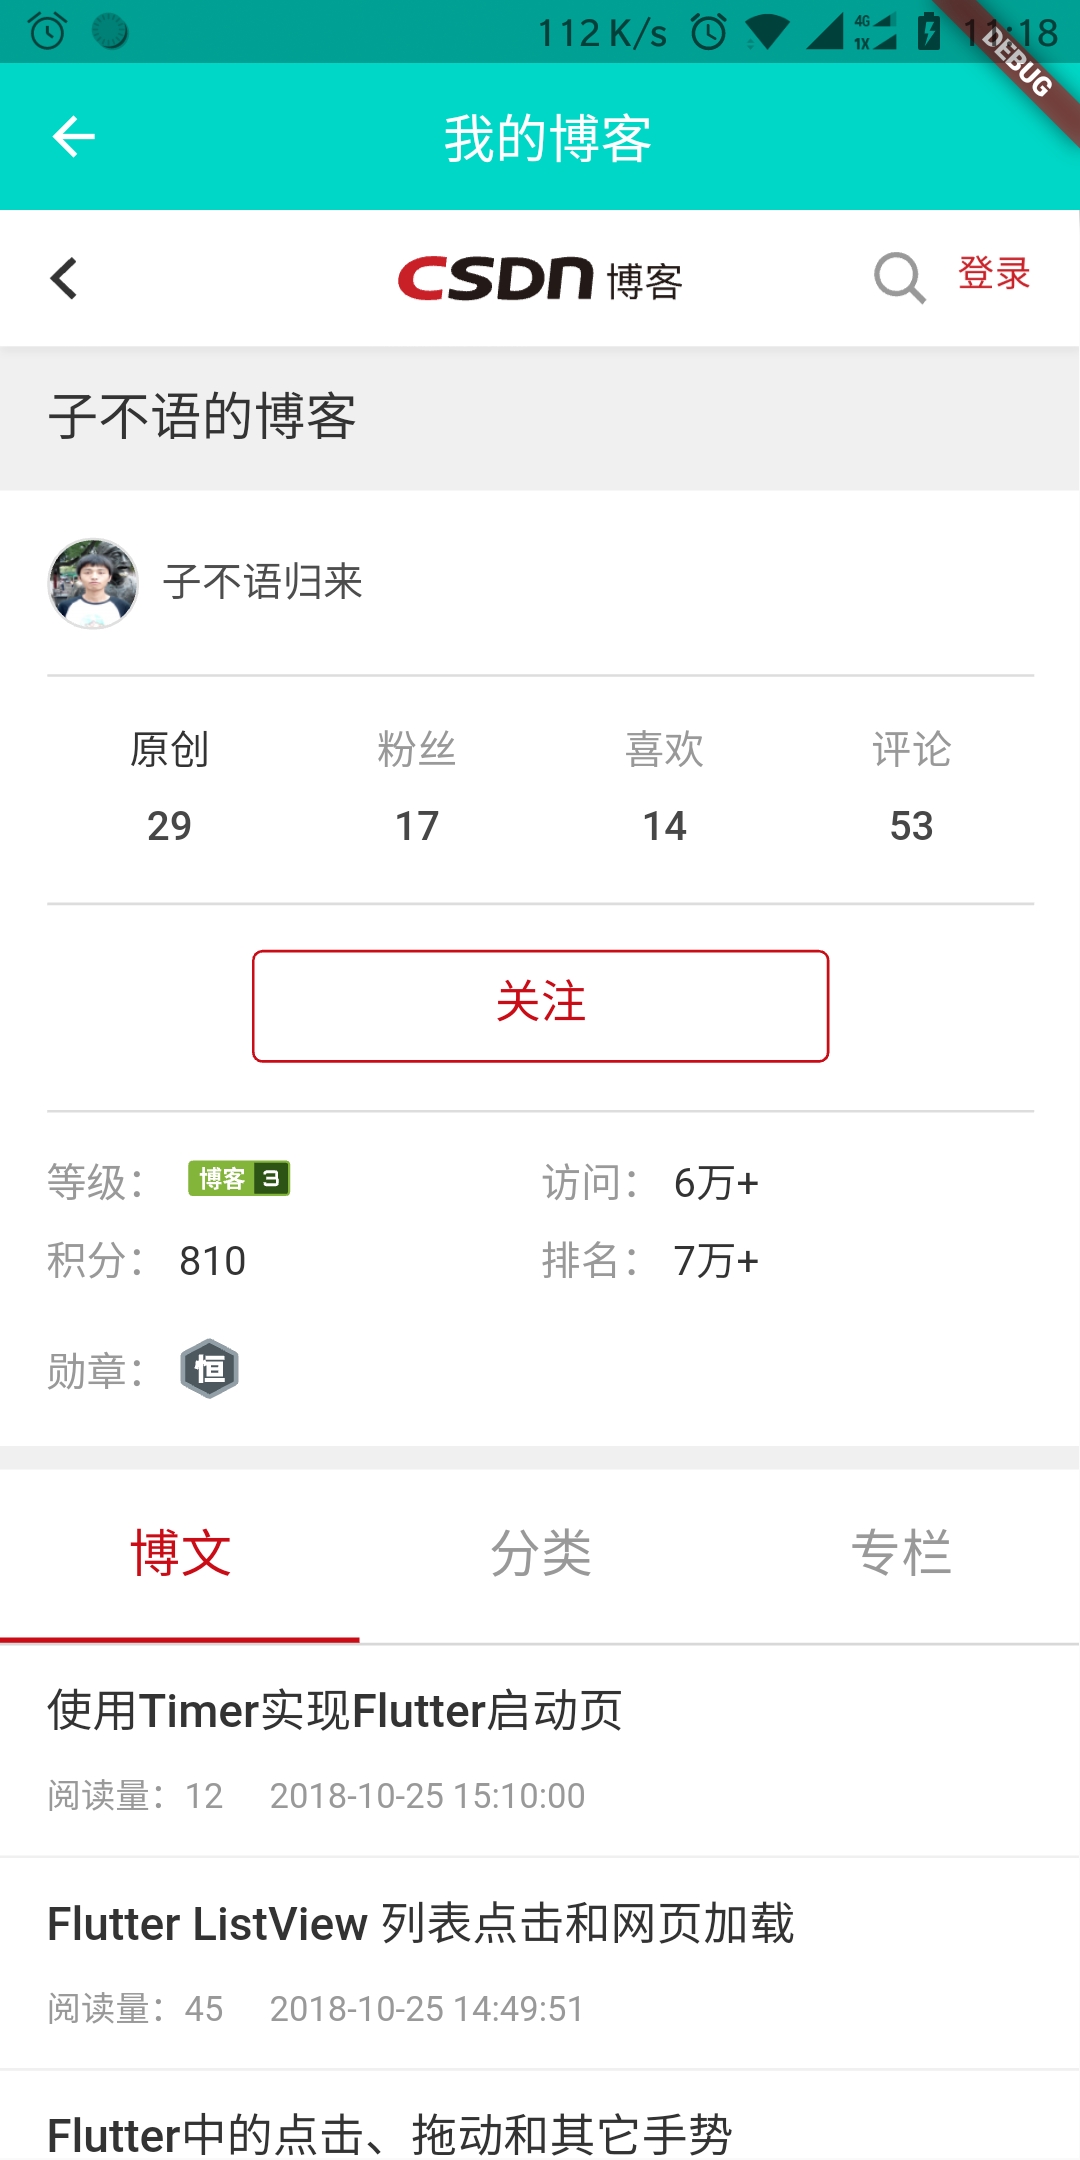 112 K/s 4G 1X 11:18
DEBUG
我的博客
CSDN 博客 登录
子不语的博客
子不语归来
原创 粉丝 喜欢 评论
29 17 14 53
关注
等级： 博客 3 访问： 6万+
积分： 810 排名： 7万+
勋章： 恒
博文 分类 专栏
使用Timer实现Flutter启动页
阅读量：12 2018-10-25 15:10:00
Flutter ListView 列表点击和网页加载
阅读量：45 2018-10-25 14:49:51
Flutter中的点击、拖动和其它手势